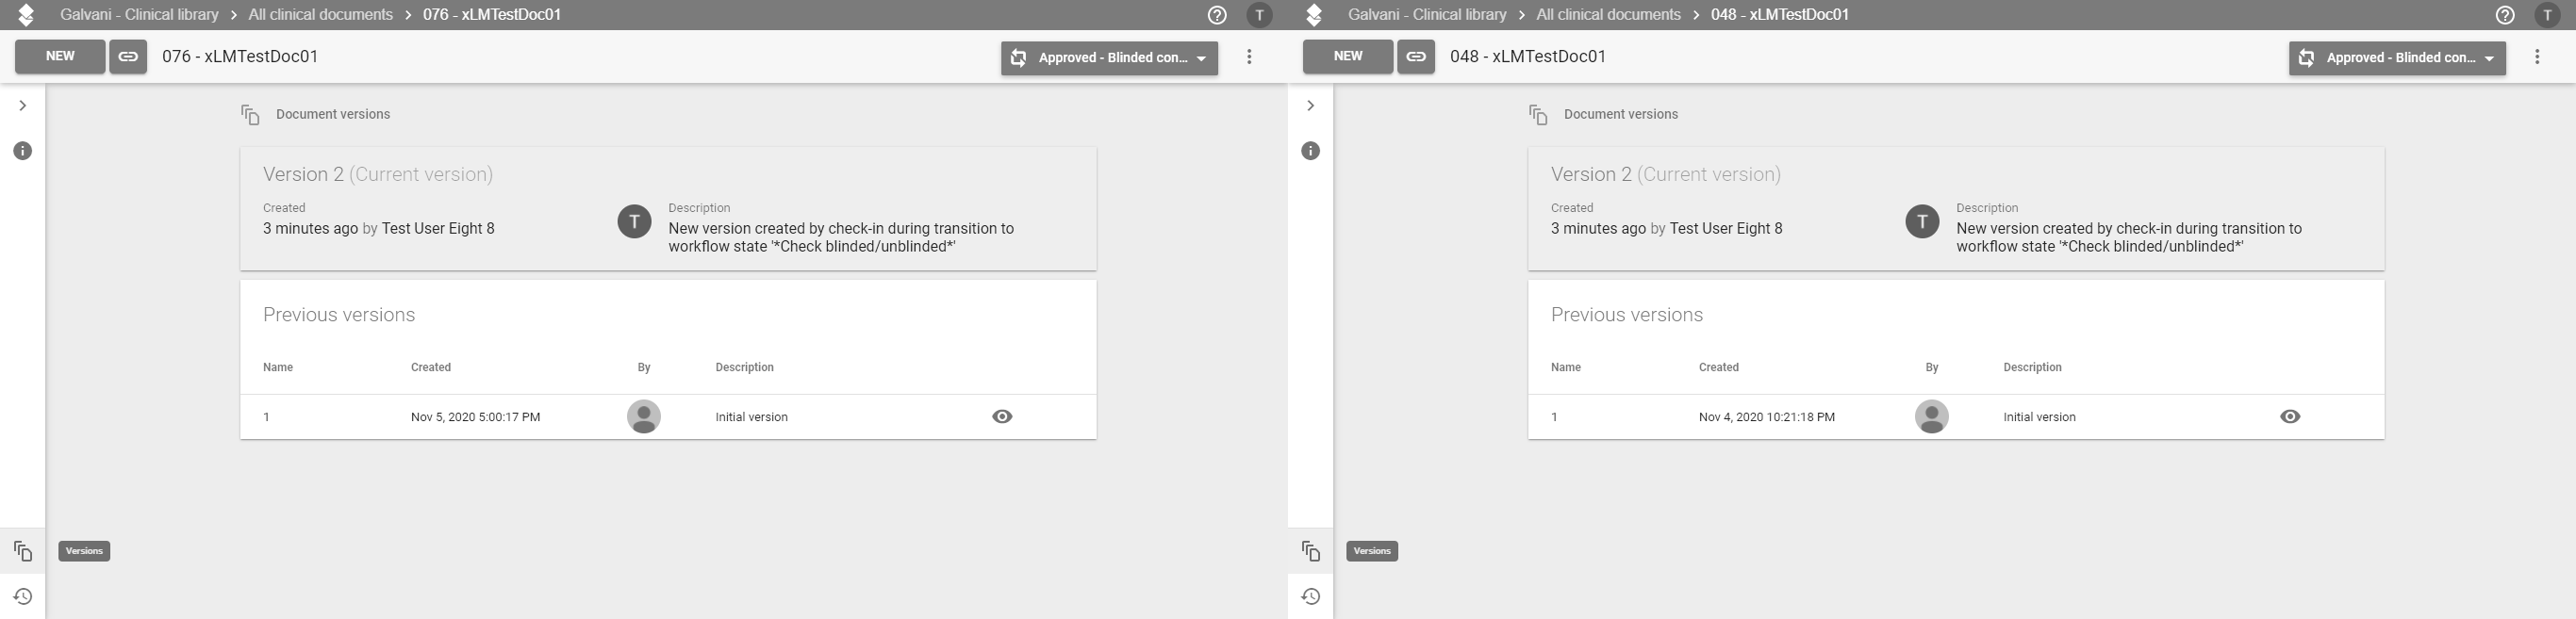 Galvani - Clinical library > All clinical documents > 076 - xLMTestDoc01
T
NEW
076 - xLMTestDoc01
Approved - Blinded con...
Document versions
Version 2 (Current version)
Created
3 minutes ago by Test User Eight 8
T
Description
New version created by check-in during transition to
workflow state '*Check blinded/unblinded*'
Previous versions
Name Created By Description
1 Nov 5, 2020 5:00:17 PM Initial version
Versions
Galvani - Clinical library > All clinical documents > 048 - xLMTestDoc01
T
NEW
048 - xLMTestDoc01
Approved - Blinded con...
Document versions
Version 2 (Current version)
Created
3 minutes ago by Test User Eight 8
T
Description
New version created by check-in during transition to
workflow state '*Check blinded/unblinded*'
Previous versions
Name Created By Description
1 Nov 4, 2020 10:21:18 PM Initial version
Versions